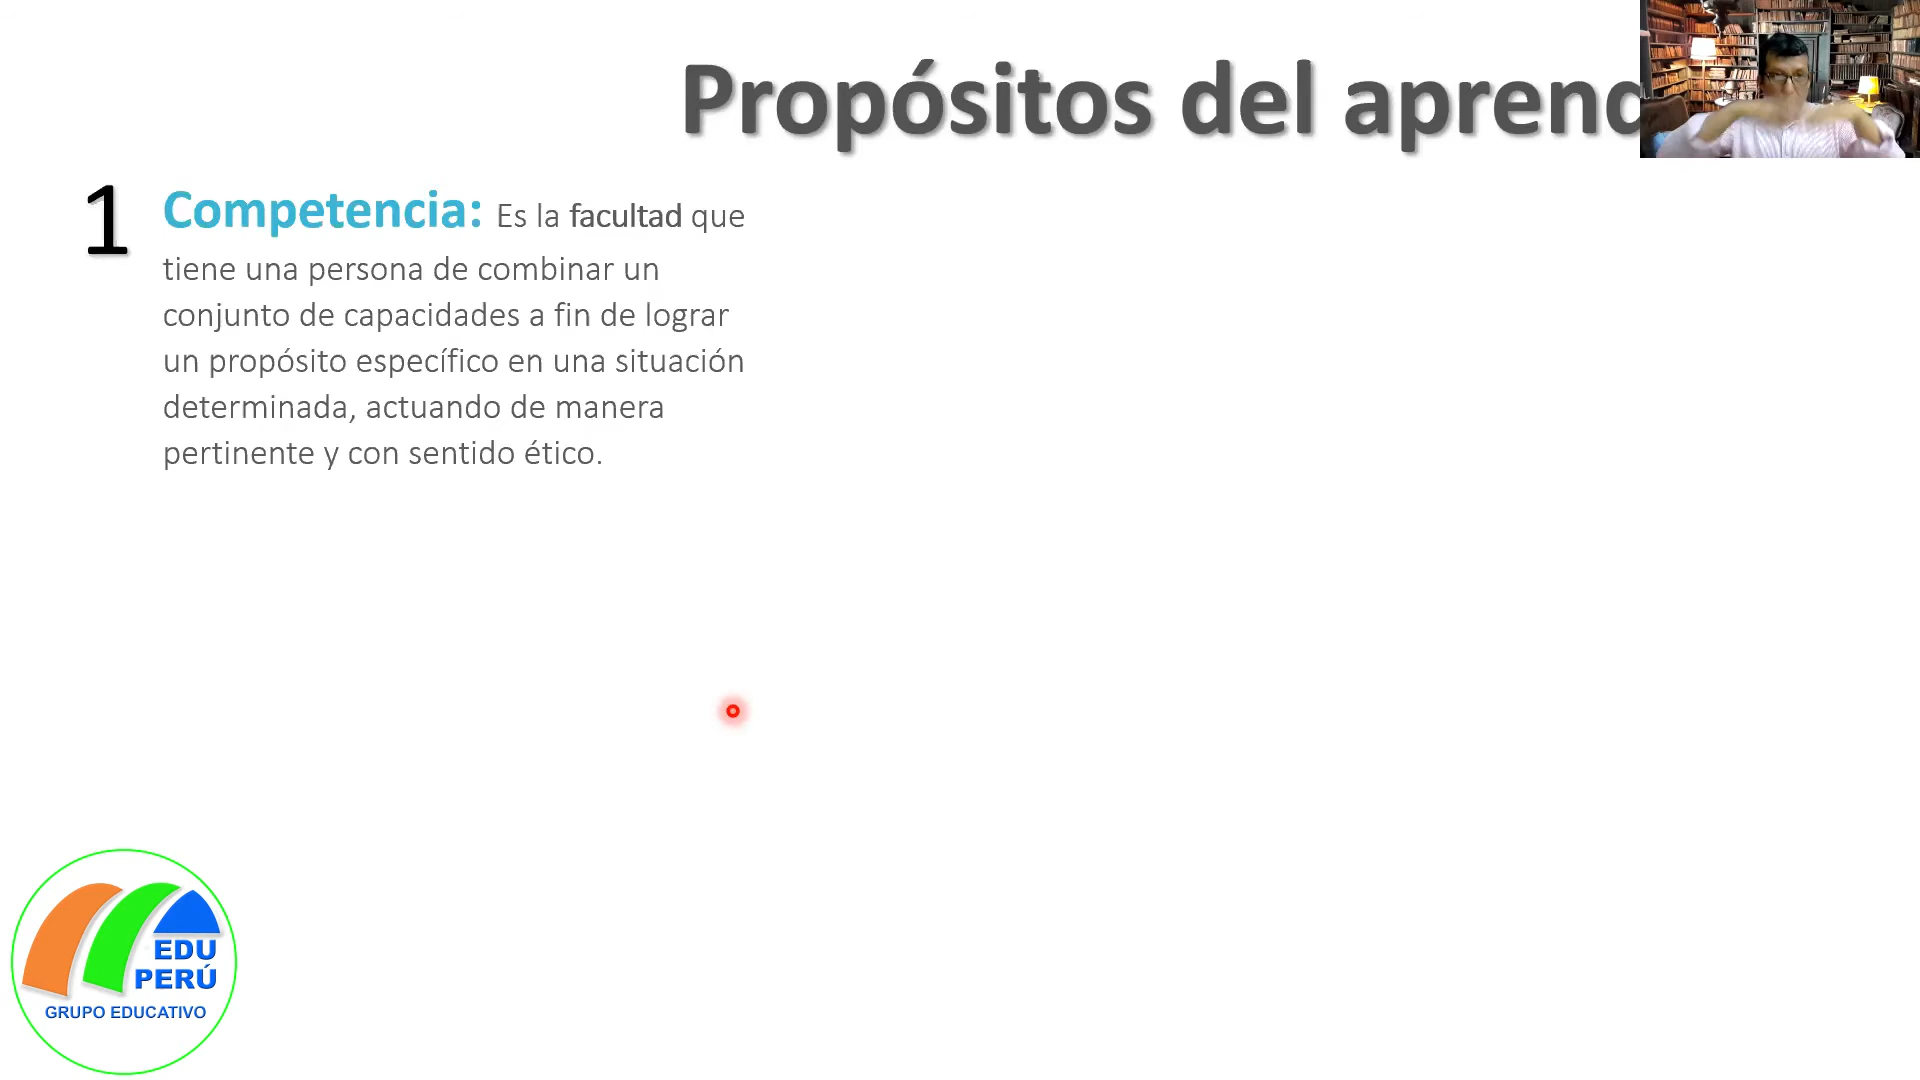 Propósitos del aprend
1 Competencia: Es la facultad que
tiene una persona de combinar un
conjunto de capacidades a fin de lograr
un propósito específico en una situación
determinada, actuando de manera
pertinente y con sentido ético.
EDU
PERÚ
GRUPO EDUCATIVO